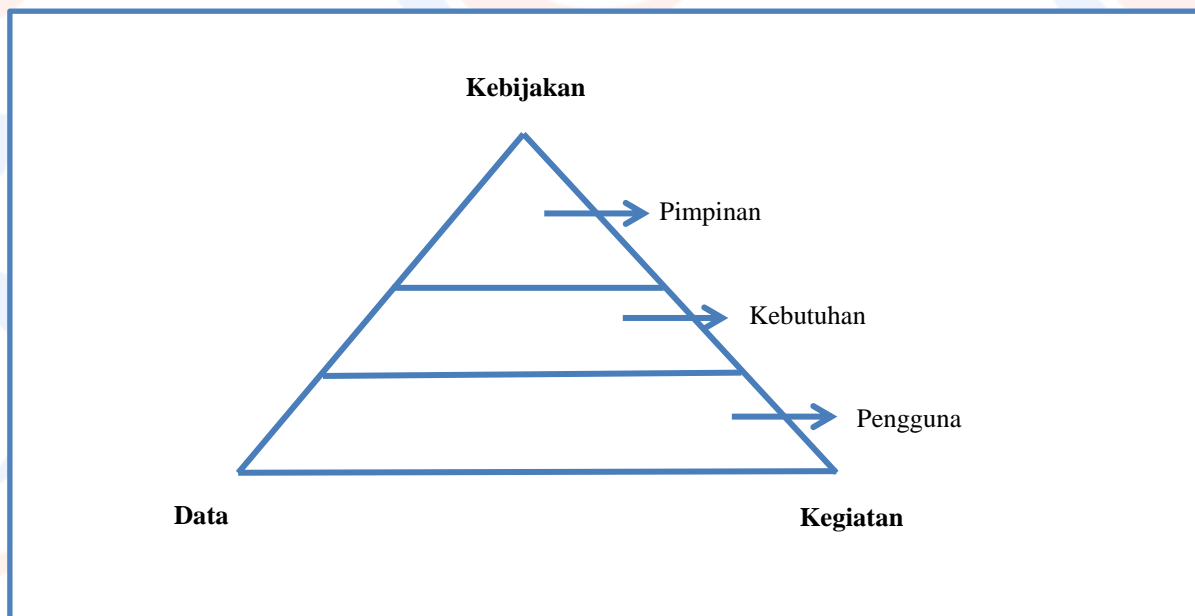 Kebijakan
Pimpinan
Kebutuhan
Pengguna
Data
Kegiatan